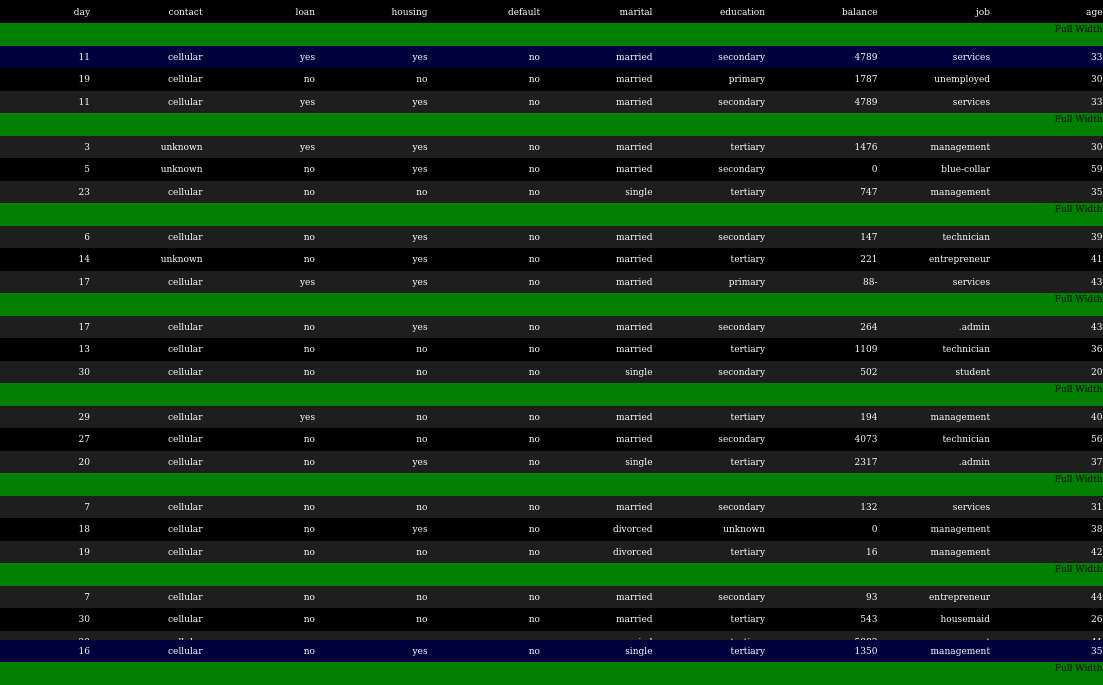 day contact loan housing default marital education balance job age
Full Width
11 cellular yes yes no married secondary 4789 services 33
19 cellular no no no married primary 1787 unemployed 30
11 cellular yes yes no married secondary 4789 services 33
Full Width
3 unknown yes yes no married tertiary 1476 management 30
5 unknown no yes no married secondary 0 blue-collar 59
23 cellular no no no single tertiary 747 management 35
Full Width
6 cellular no yes no married secondary 147 technician 39
14 unknown no yes no married tertiary 221 entrepreneur 41
17 cellular yes yes no married primary 88- services 43
Full Width
17 cellular no yes no married secondary 264 .admin 43
13 cellular no no no married tertiary 1109 technician 36
30 cellular no no no single secondary 502 student 20
Full Width
29 cellular yes no no married tertiary 194 management 40
27 cellular no no no married secondary 4073 technician 56
20 cellular no yes no single tertiary 2317 .admin 37
Full Width
7 cellular no no no married secondary 132 services 31
18 cellular no yes no divorced unknown 0 management 38
19 cellular no no no divorced tertiary 16 management 42
Full Width
7 cellular no no no married secondary 93 entrepreneur 44
30 cellular no no no married tertiary 543 housemaid 26
16 cellular no yes no single tertiary 1350 management 35
Full Width